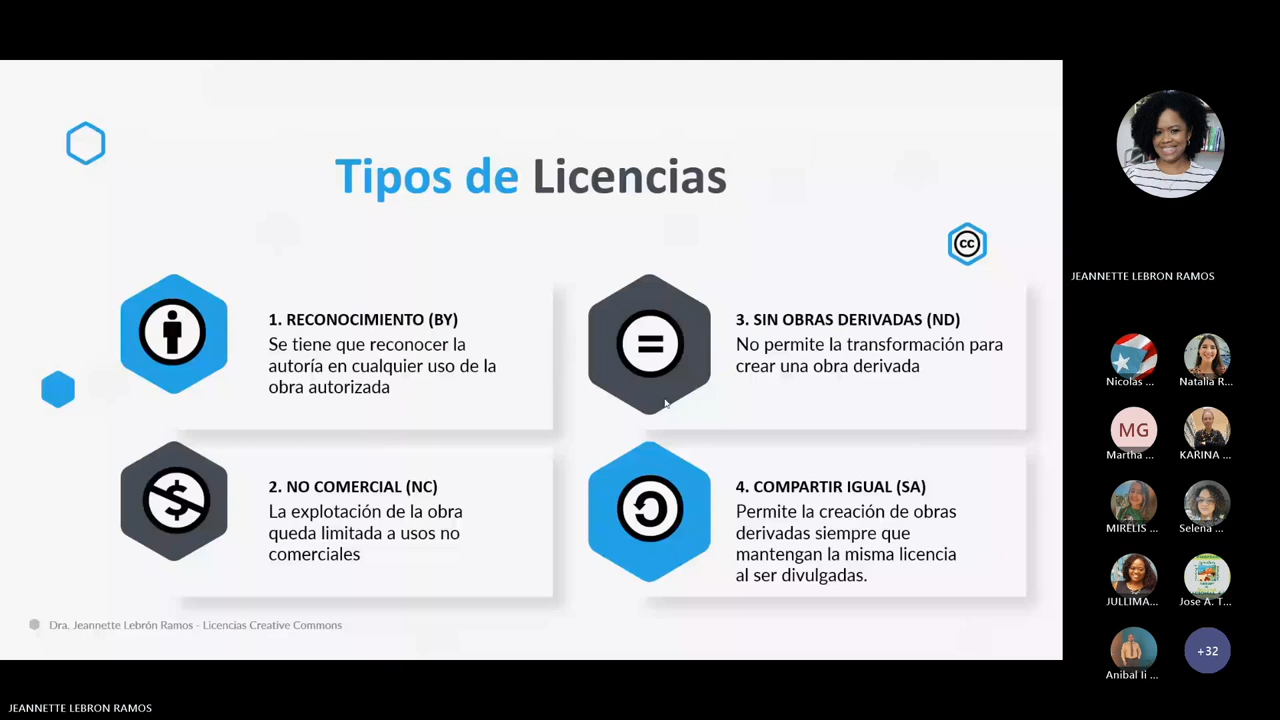 Tipos de Licencias
cc
1. RECONOCIMIENTO (BY)
Se tiene que reconocer la
autoría en cualquier uso de la
obra autorizada
2. NO COMERCIAL (NC)
La explotación de la obra
queda limitada a usos no
comerciales
3. SIN OBRAS DERIVADAS (ND)
No permite la transformación para
crear una obra derivada
4. COMPARTIR IGUAL (SA)
Permite la creación de obras
derivadas siempre que
mantengan la misma licencia
al ser divulgadas.
Dra. Jeannette Lebrón Ramos - Licencias Creative Commons
JEANNETTE LEBRON RAMOS
Nicolas ...
Natalia R...
MG
Martha ...
KARINA ...
MIRELIS ...
Selena ...
JULLIMA...
Jose A. T...
Anibal Ii ...
+32
JEANNETTE LEBRON RAMOS